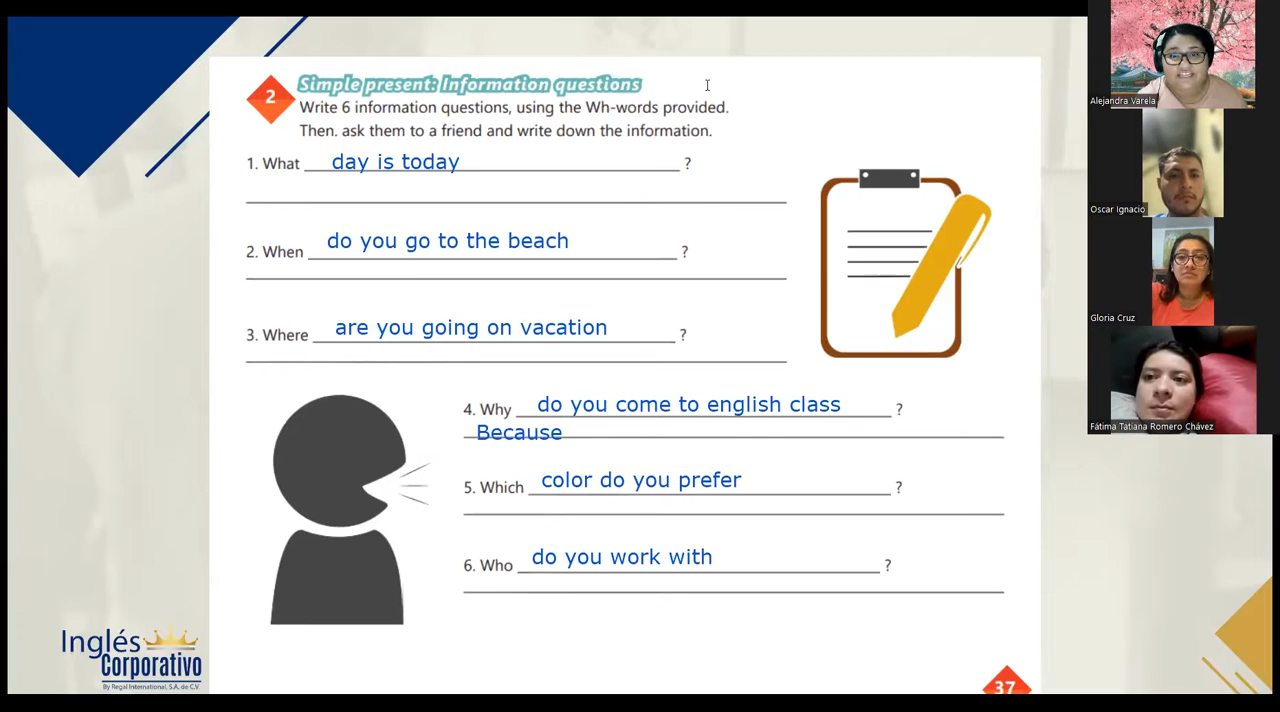 2
Simple present: Information questions
Write 6 information questions, using the Wh-words provided.
Then. ask them to a friend and write down the information.
1. What day is today ?
2. When do you go to the beach ?
3. Where are you going on vacation ?
4. Why do you come to english class ?
Because
5. Which color do you prefer ?
6. Who do you work with ?
37
Inglés
Corporativo
By Regal International, S.A. de C.V.
Alejandra Varela
Oscar Ignacio
Gloria Cruz
Fátima Tatiana Romero Chávez